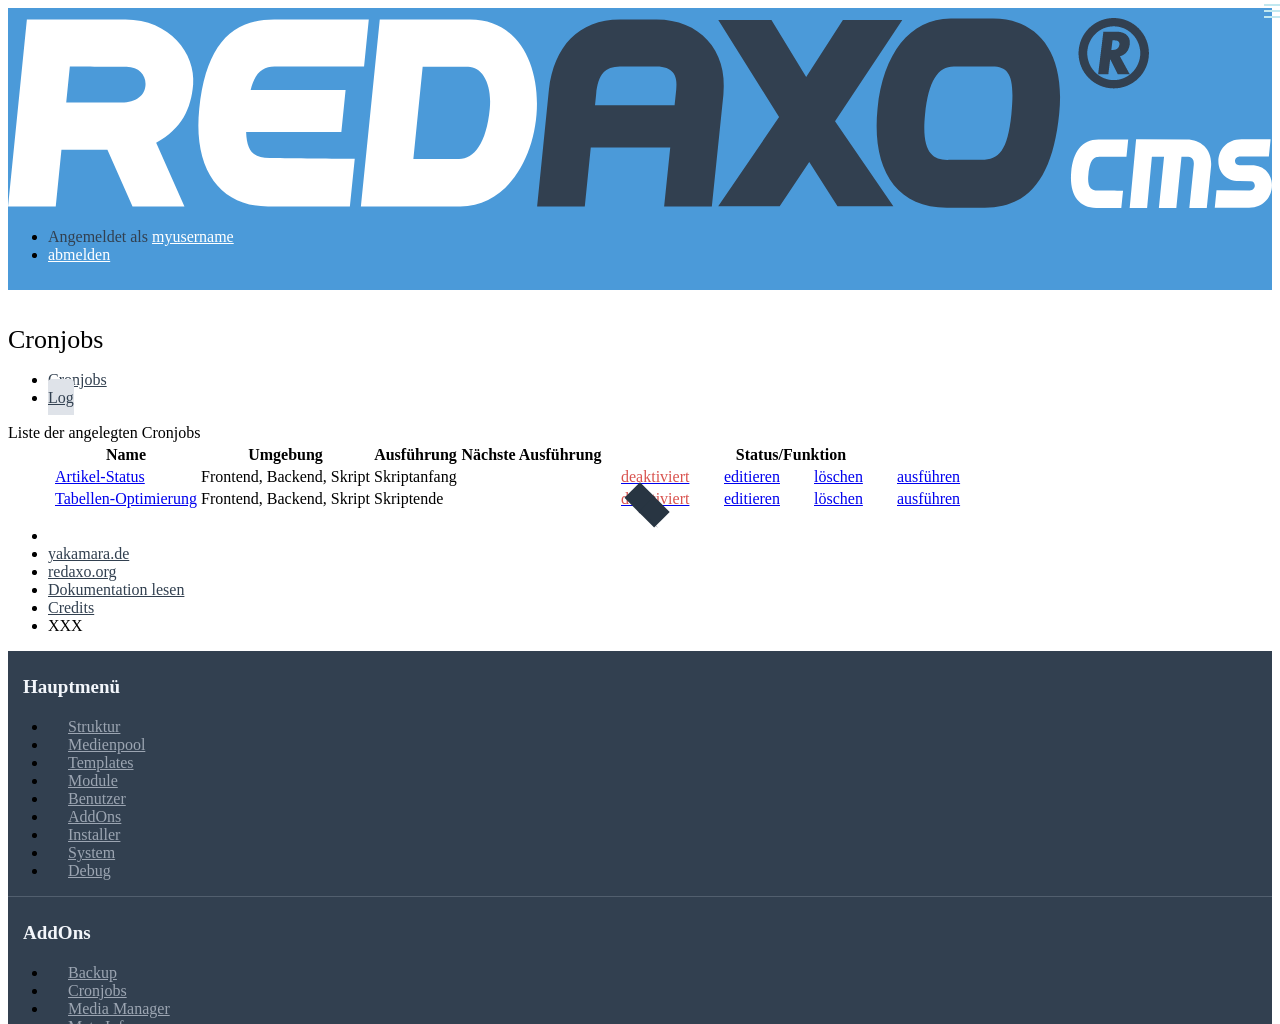 REDAXO®
cms
Angemeldet als myusername
abmelden
Cronjobs
Cronjobs
Log
Liste der angelegten Cronjobs
Name Umgebung Ausführung Nächste Ausführung Status/Funktion
Artikel-Status Frontend, Backend, Skript Skriptanfang deaktiviert editieren löschen ausführen
Tabellen-Optimierung Frontend, Backend, Skript Skriptende editieren löschen ausführen
yakamara.de
redaxo.org
Dokumentation lesen
Credits
XXX
Hauptmenü
Struktur
Medienpool
Templates
Module
Benutzer
AddOns
Installer
System
Debug
AddOns
Backup
Cronjobs
Media Manager